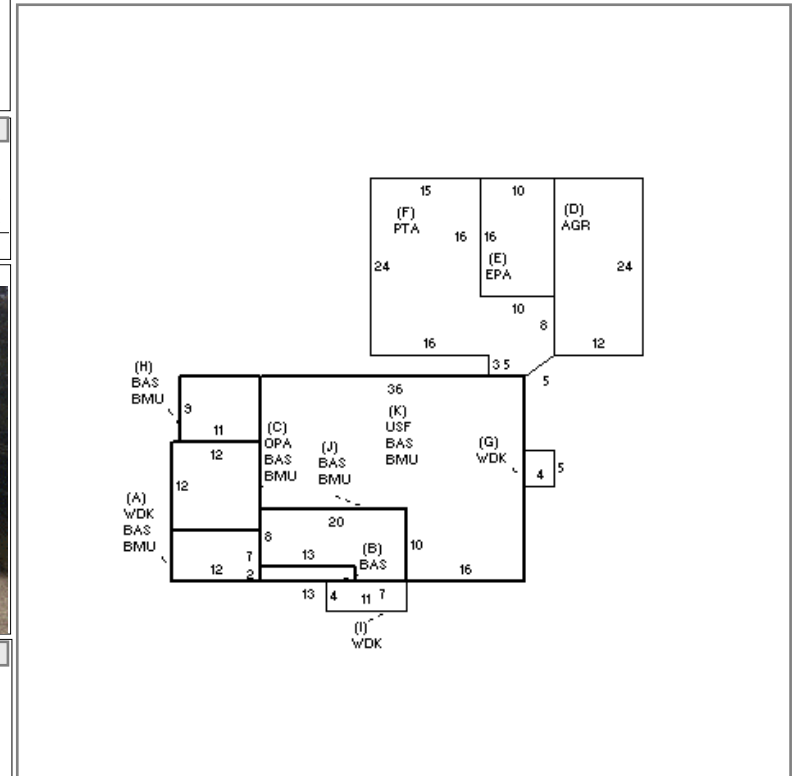 15
10
(F)
PTA
(D)
AGR
16
16
(E)
EPA
24
24
10
8
16
12
3 5
5
(H)
BAS
BMU
36
9
(K)
USF
BAS
BMU
11
(C)
OPA
BAS
BMU
12
(J)
BAS
BMU
(G)
WDK
5
4
12
(A)
WDK
BAS
BMU
20
8
10
7
13
(B)
BAS
12
2
16
13
4
11
7
(I)
WDK